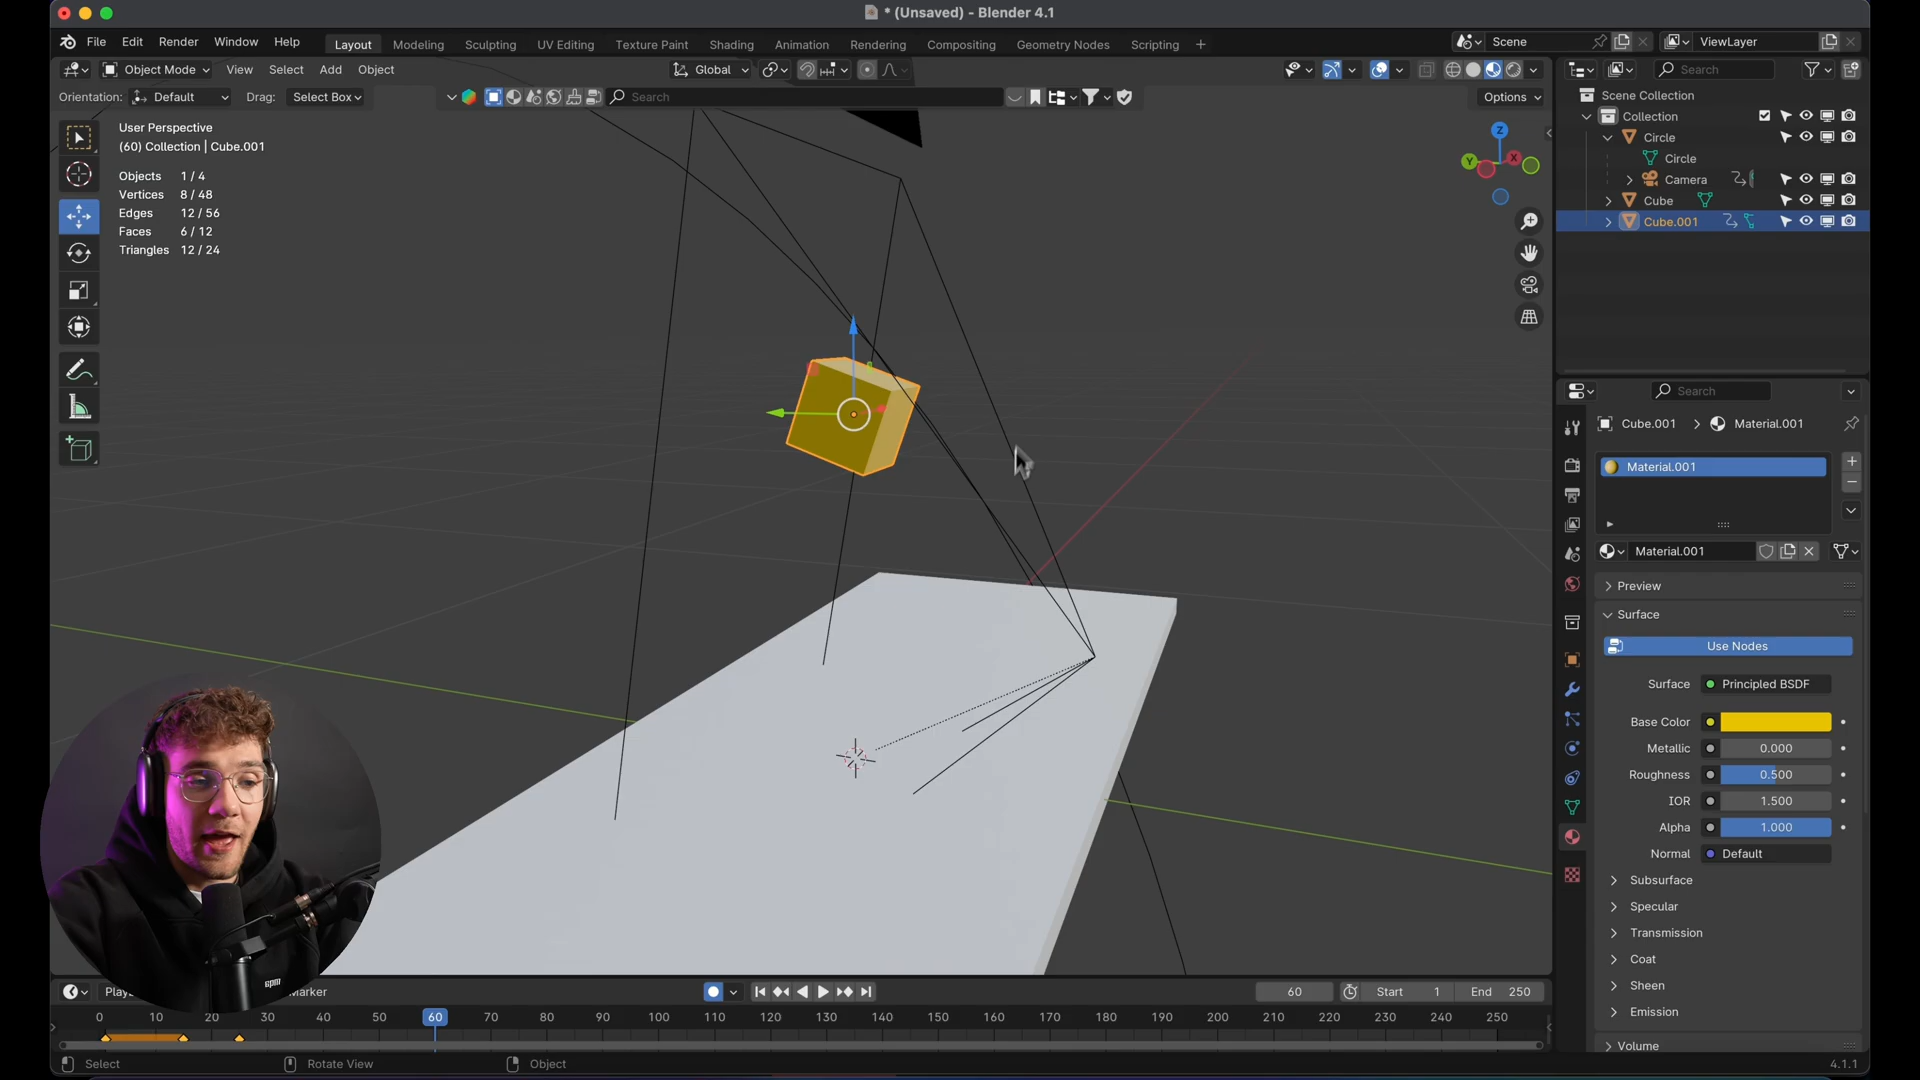 * (Unsaved) - Blender 4.1
File Edit Render Window Help Layout Modeling Sculpting UV Editing Texture Paint Shading Animation Rendering Compositing Geometry Nodes Scripting + Scene ViewLayer
Object Mode View Select Add Object Global Search
Orientation: Default Drag: Select Box Search Options
Scene Collection
Collection
Circle
Circle
Camera
Cube
Cube.001
User Perspective
(60) Collection | Cube.001
Objects 1 / 4
Vertices 8 / 48
Edges 12 / 56
Faces 6 / 12
Triangles 12 / 24
Z
Y
X
Search
Cube.001 > Material.001
Material.001
Material.001
Preview
Surface
Use Nodes
Surface Principled BSDF
Base Color
Metallic 0.000
Roughness 0.500
IOR 1.500
Alpha 1.000
Normal Default
Subsurface
Specular
Transmission
Coat
Sheen
Emission
Volume
Marker 60 Start 1 End 250
0 10 20 30 40 50 60 70 80 90 100 110 120 130 140 150 160 170 180 190 200 210 220 230 240 250
Select Rotate View Object 4.1.1